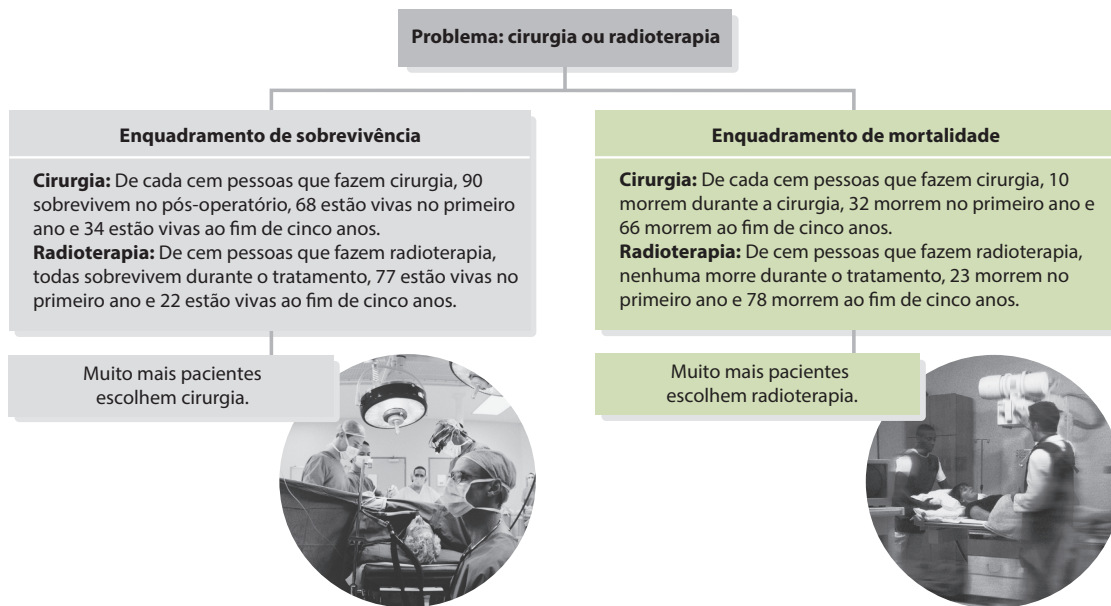 Problema: cirurgia ou radioterapia
Enquadramento de sobrevivência
Cirurgia: De cada cem pessoas que fazem cirurgia, 90
sobrevivem no pós-operatório, 68 estão vivas no primeiro
ano e 34 estão vivas ao fim de cinco anos.
Radioterapia: De cem pessoas que fazem radioterapia,
todas sobrevivem durante o tratamento, 77 estão vivas no
primeiro ano e 22 estão vivas ao fim de cinco anos.
Muito mais pacientes
escolhem cirurgia.
Enquadramento de mortalidade
Cirurgia: De cada cem pessoas que fazem cirurgia, 10
morrem durante a cirurgia, 32 morrem no primeiro ano e
66 morrem ao fim de cinco anos.
Radioterapia: De cem pessoas que fazem radioterapia,
nenhuma morre durante o tratamento, 23 morrem no
primeiro ano e 78 morrem ao fim de cinco anos.
Muito mais pacientes
escolhem radioterapia.